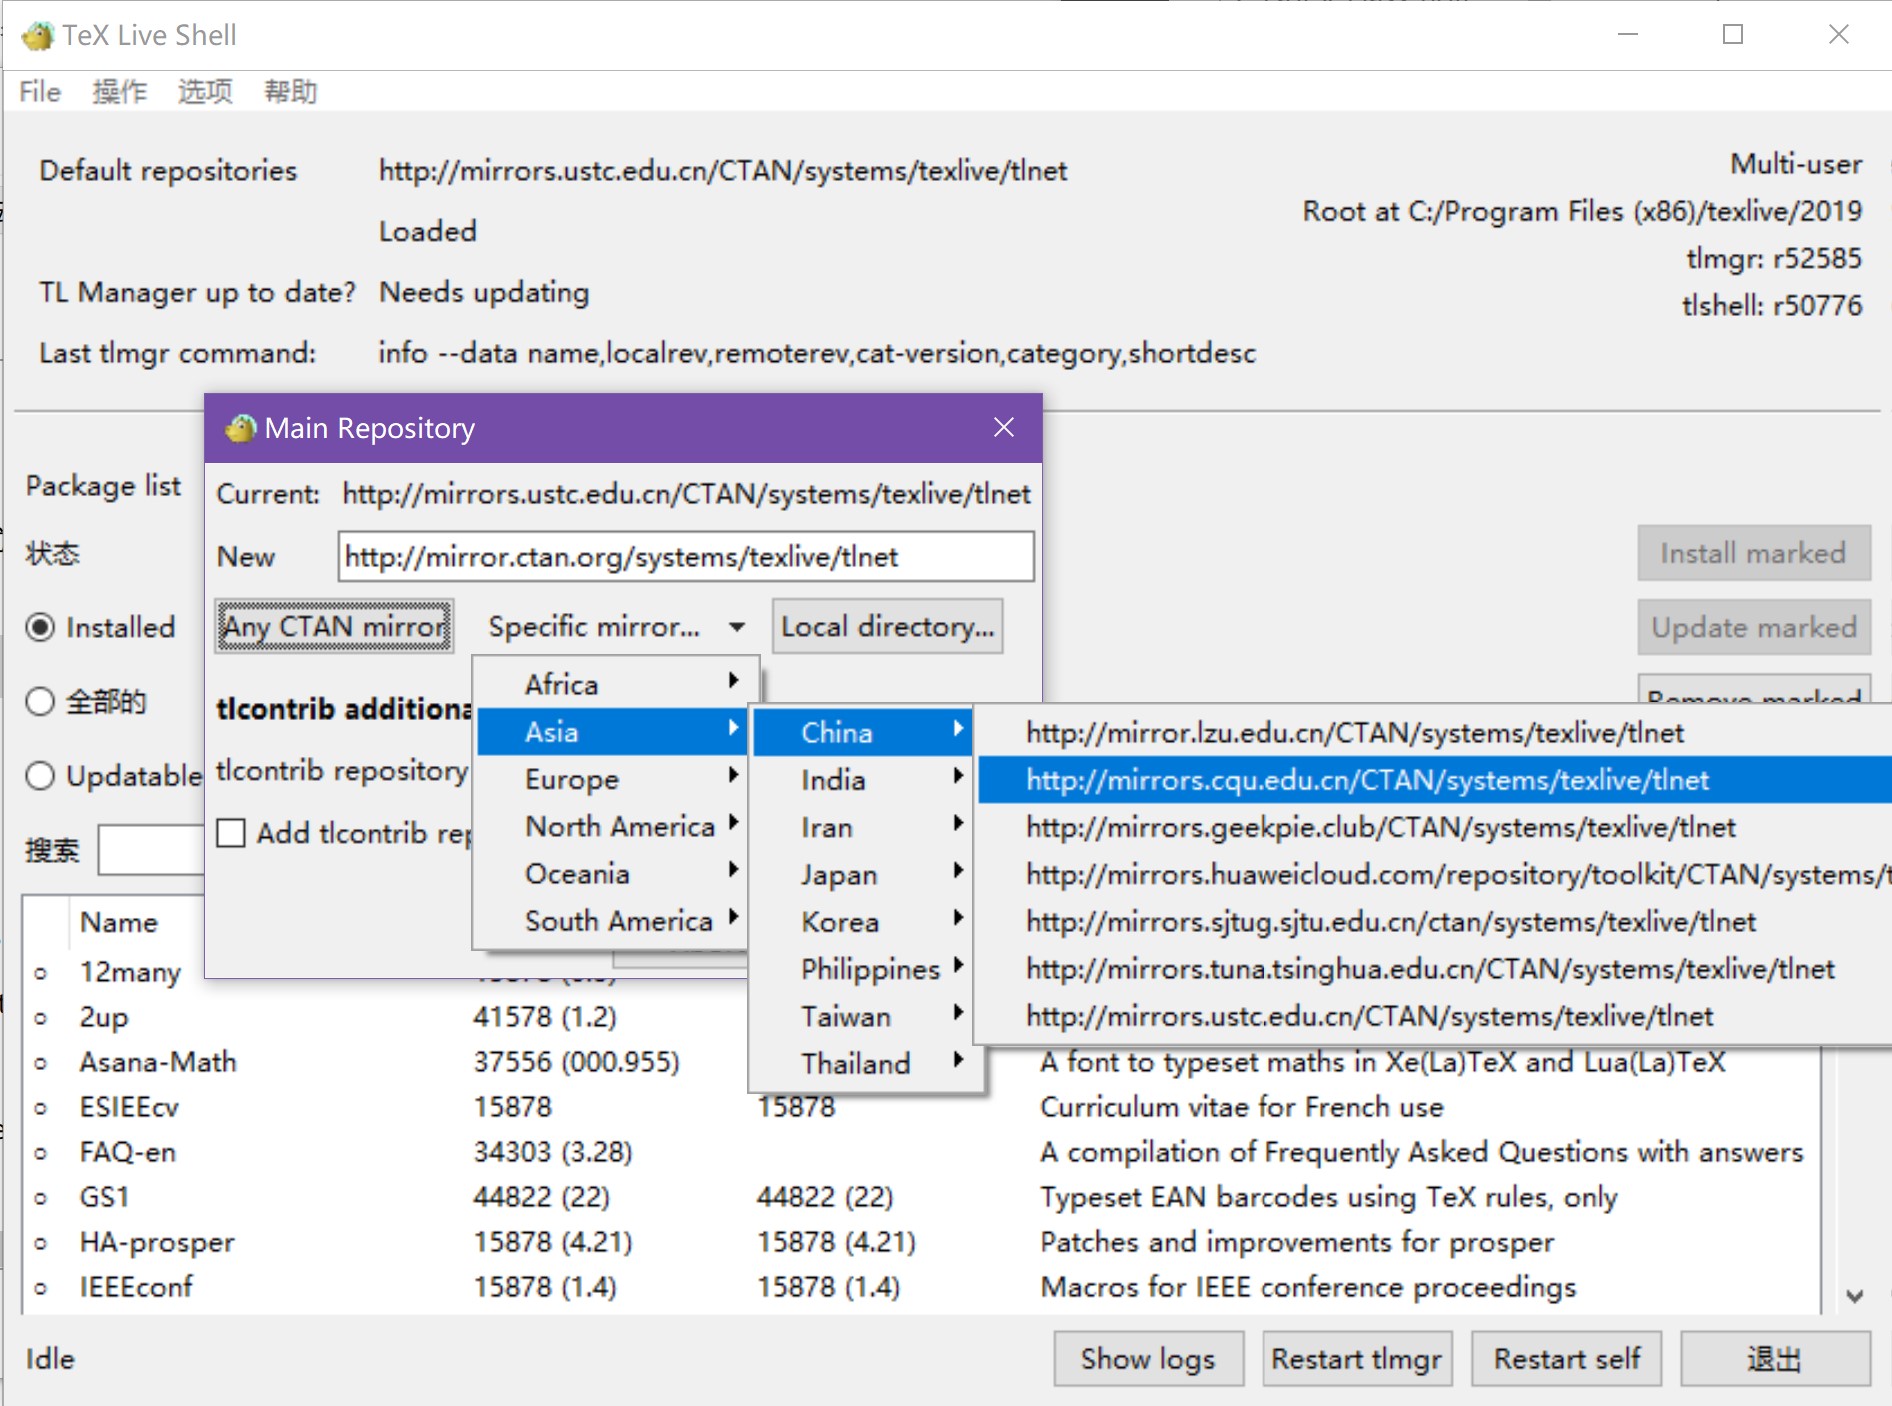 TeX Live Shell
File 操作 选项 帮助
Default repositories http://mirrors.ustc.edu.cn/CTAN/systems/texlive/tlnet
Loaded
TL Manager up to date? Needs updating
Last tlmgr command: info --data name,localrev,remoterev,cat-version,category,shortdesc
Multi-user
Root at C:/Program Files (x86)/texlive/2019
tlmgr: r52585
tlshell: r50776
Main Repository
Current: http://mirrors.ustc.edu.cn/CTAN/systems/texlive/tlnet
New http://mirror.ctan.org/systems/texlive/tlnet
Any CTAN mirror Specific mirror... Local directory...
tlcontrib
tlcontrib repository
Add tlcontrib
Africa
Asia
Europe
North America
Oceania
South America
China
India
Iran
Japan
Korea
Philippines
Taiwan
Thailand
http://mirror.lzu.edu.cn/CTAN/systems/texlive/tlnet
http://mirrors.cqu.edu.cn/CTAN/systems/texlive/tlnet
http://mirrors.geekpie.club/CTAN/systems/texlive/tlnet
http://mirrors.huaweicloud.com/repository/toolkit/CTAN/systems/t
http://mirrors.sjtug.sjtu.edu.cn/ctan/systems/texlive/tlnet
http://mirrors.tuna.tsinghua.edu.cn/CTAN/systems/texlive/tlnet
http://mirrors.ustc.edu.cn/CTAN/systems/texlive/tlnet
Package list
状态
Installed
全部的
Updatable
搜索
Install marked
Update marked
Remove marked
Name
12many
2up 41578 (1.2)
Asana-Math 37556 (000.955) A font to typeset maths in Xe(La)TeX and Lua(La)TeX
ESIEEcv 15878 15878 Curriculum vitae for French use
FAQ-en 34303 (3.28) A compilation of Frequently Asked Questions with answers
GS1 44822 (22) 44822 (22) Typeset EAN barcodes using TeX rules, only
HA-prosper 15878 (4.21) 15878 (4.21) Patches and improvements for prosper
IEEEconf 15878 (1.4) 15878 (1.4) Macros for IEEE conference proceedings
Idle
Show logs Restart tlmgr Restart self 退出